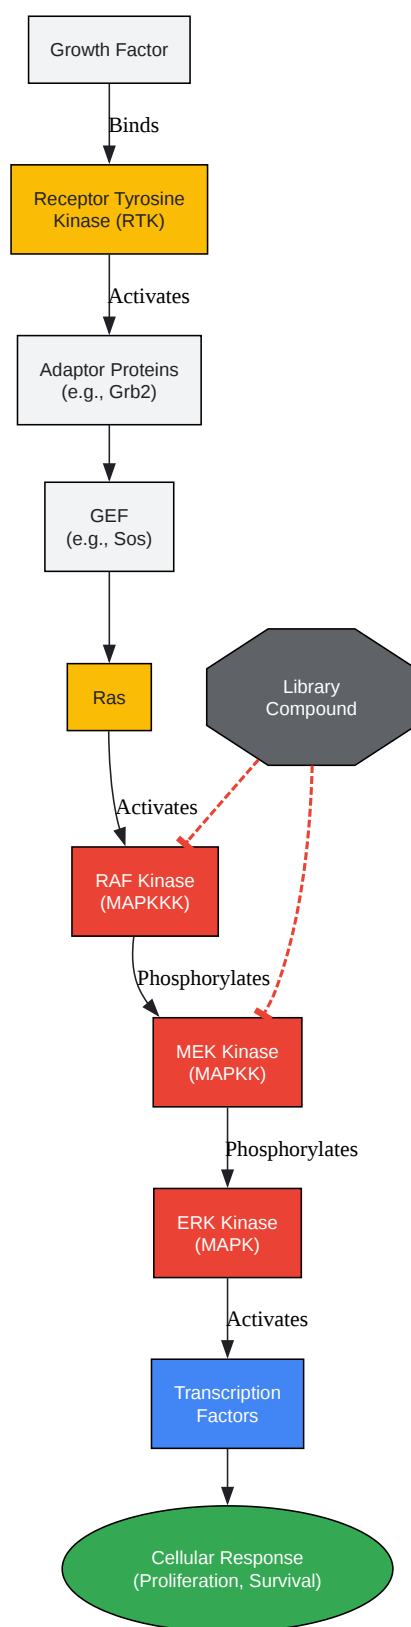 Growth Factor
Binds
Receptor Tyrosine
Kinase (RTK)
Activates
Adaptor Proteins
(e.g., Grb2)
GEF
(e.g., Sos)
Ras
Library
Compound
Activates
RAF Kinase
(MAPKKK)
Phosphorylates
MEK Kinase
(MAPKK)
Phosphorylates
ERK Kinase
(MAPK)
Activates
Transcription
Factors
Cellular Response
(Proliferation, Survival)